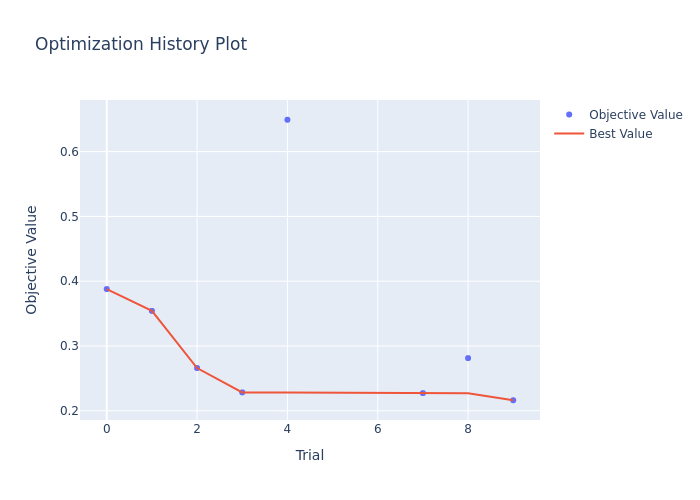 Optimization History Plot
Objective Value
Best Value
0.6
0.5
0.4
0.3
0.2
Objective Value
0 2 4 6 8
Trial